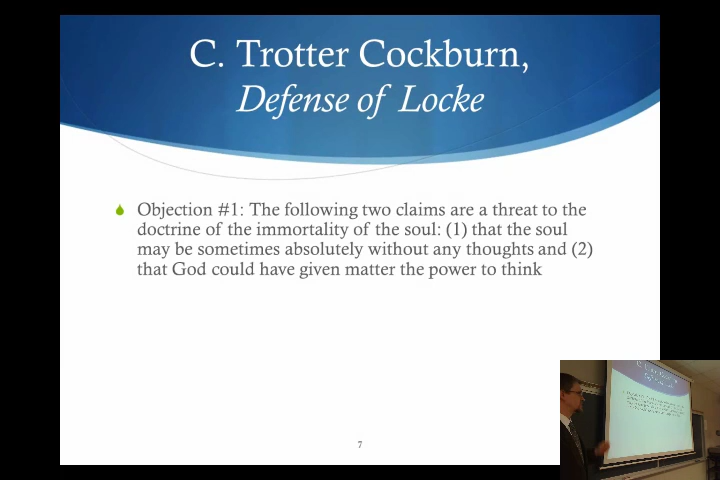 C. Trotter Cockburn,
Defense of Locke
Objection #1: The following two claims are a threat to the
doctrine of the immortality of the soul: (1) that the soul
may be sometimes absolutely without any thoughts and (2)
that God could have given matter the power to think
7